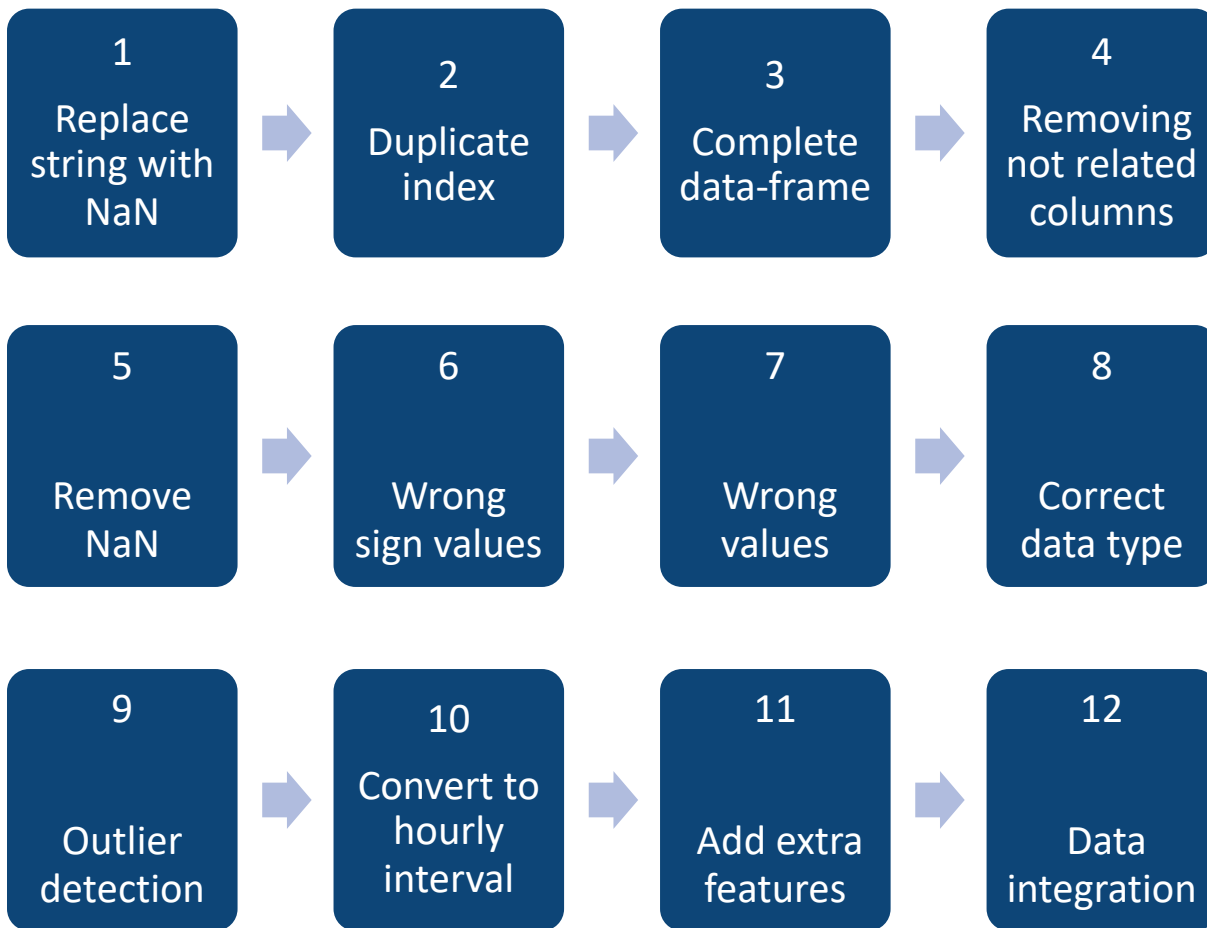 1
Replace
string with
NaN
2
Duplicate
index
3
Complete
data-frame
4
Removing
not related
columns
5
Remove
NaN
6
Wrong
sign values
7
Wrong
values
8
Correct
data type
9
Outlier
detection
10
Convert to
hourly
interval
11
Add extra
features
12
Data
integration